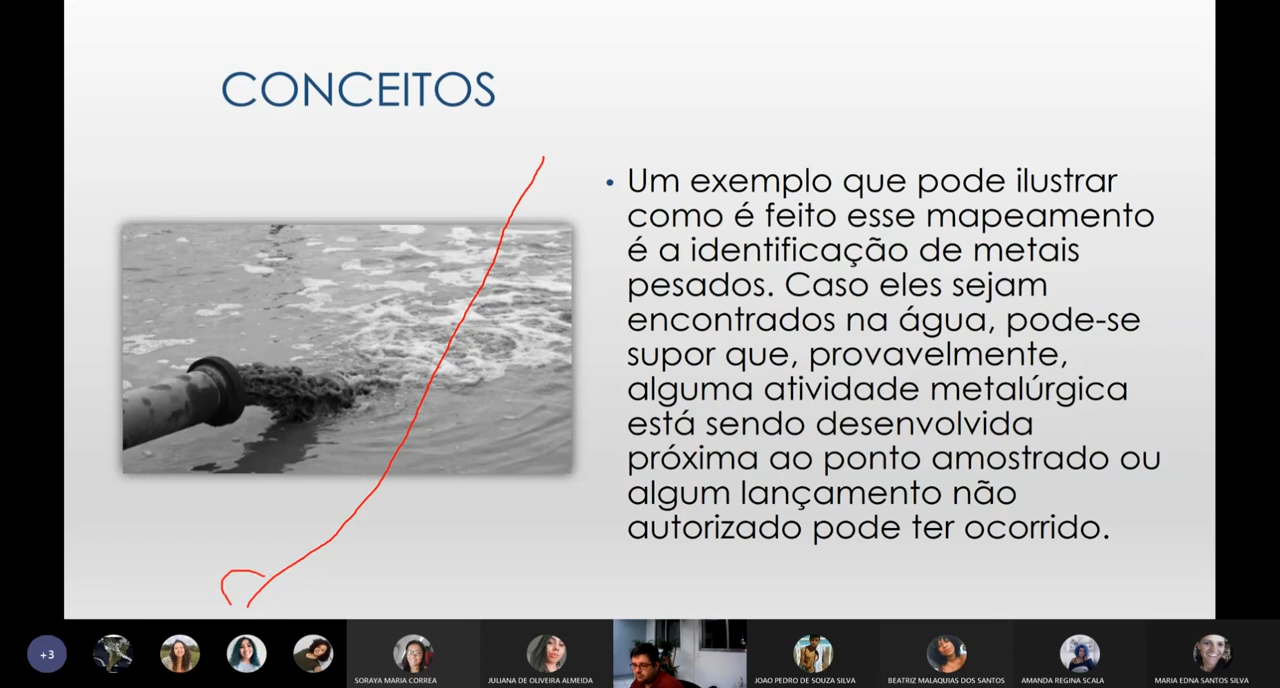 CONCEITOS
• Um exemplo que pode ilustrar
como é feito esse mapeamento
é a identificação de metais
pesados. Caso eles sejam
encontrados na água, pode-se
supor que, provavelmente,
alguma atividade metalúrgica
está sendo desenvolvida
próxima ao ponto amostrado ou
algum lançamento não
autorizado pode ter ocorrido.
+3
SORAYA MARIA CORREA
JULIANA DE OLIVEIRA ALMEIDA
JOAO PEDRO DE SOUZA SILVA
BEATRIZ MALAQUIAS DOS SANTOS
AMANDA REGINA SCALA
MARIA EDNA SANTOS SILVA